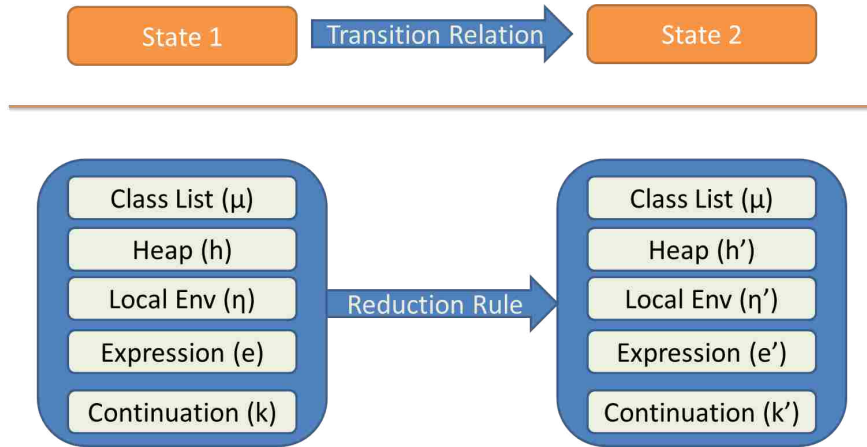 State 1
Transition Relation
State 2
Class List (μ)
Heap (h)
Local Env (η)
Expression (e)
Continuation (k)
Reduction Rule
Class List (μ)
Heap (h’)
Local Env (η’)
Expression (e’)
Continuation (k’)